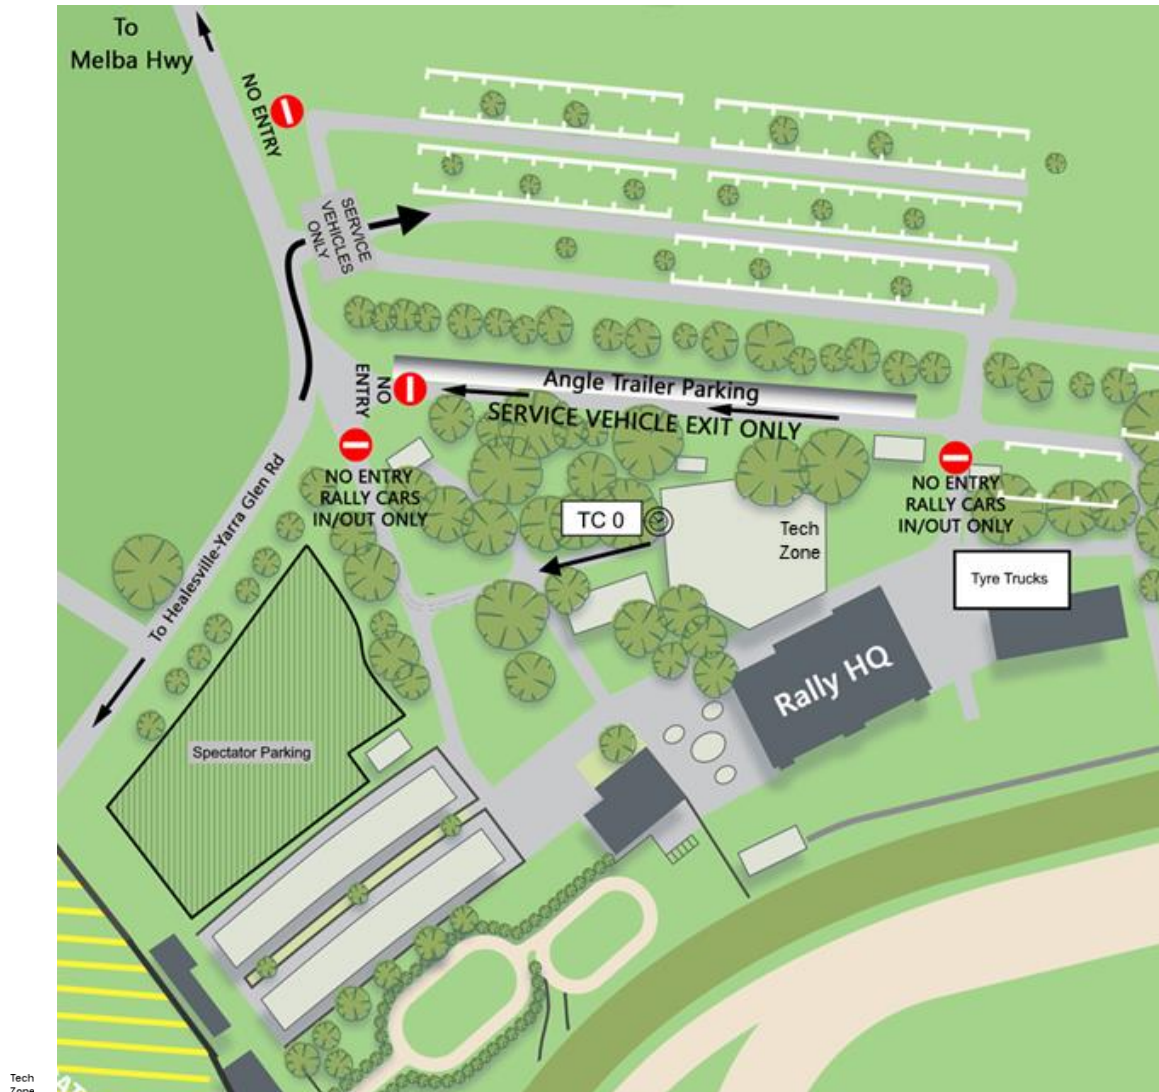 To
Melba Hwy
NO ENTRY
SERVICE
VEHICLES
ONLY
NO
ENTRY
Angle Trailer Parking
SERVICE VEHICLE EXIT ONLY
NO ENTRY
RALLY CARS
IN/OUT ONLY
NO ENTRY
RALLY CARS
IN/OUT ONLY
TC 0
Tech
Zone
Tyre Trucks
To Healesville-Yarra Glen Rd
Rally HQ
Spectator Parking
Tech
Zone